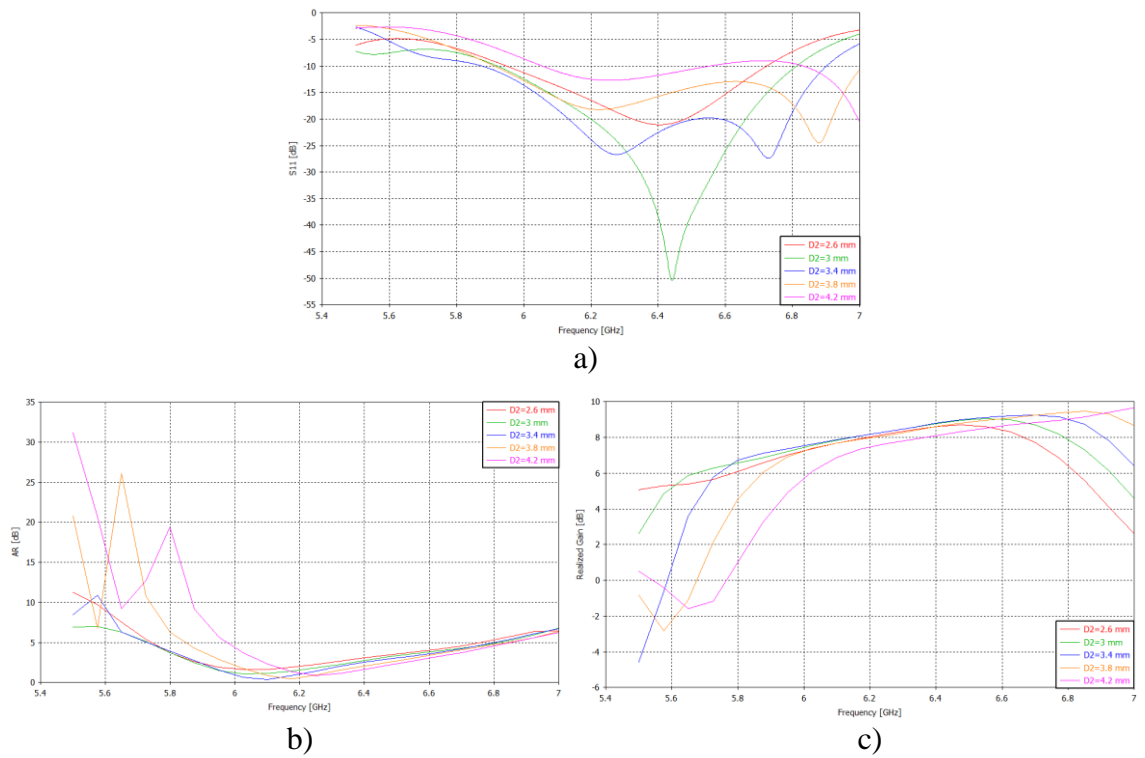 0
-5
-10
-15
-20
-25
-30
-35
-40
-45
-50
-55
S11 [dB]
5.4 5.6 5.8 6 6.2 6.4 6.6 6.8 7
Frequency [GHz]
D2=2.6 mm
D2=3 mm
D2=3.4 mm
D2=3.8 mm
D2=4.2 mm
a)
35
30
25
20
15
10
5
0
AR [dB]
5.4 5.6 5.8 6 6.2 6.4 6.6 6.8 7
Frequency [GHz]
D2=2.6 mm
D2=3 mm
D2=3.4 mm
D2=3.8 mm
D2=4.2 mm
b)
10
8
6
4
2
0
-2
-4
-6
Realized Gain [dB]
5.4 5.6 5.8 6 6.2 6.4 6.6 6.8 7
Frequency [GHz]
D2=2.6 mm
D2=3 mm
D2=3.4 mm
D2=3.8 mm
D2=4.2 mm
c)